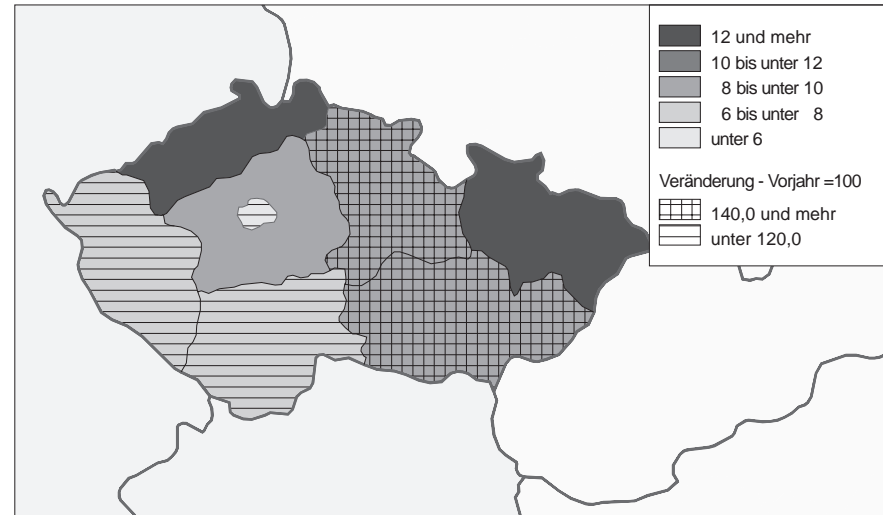 12 und mehr
10 bis unter 12
8 bis unter 10
6 bis unter 8
unter 6
Veränderung - Vorjahr =100
140,0 und mehr
unter 120,0